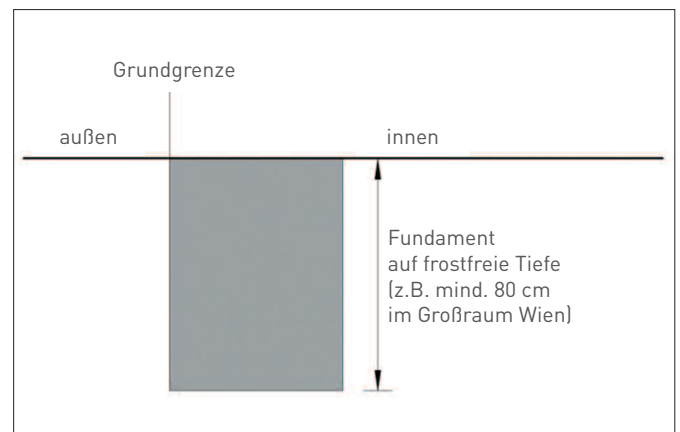 Grundgrenze
außen
innen
Fundament
auf frostfreie Tiefe
(z.B. mind. 80 cm
im Großraum Wien)